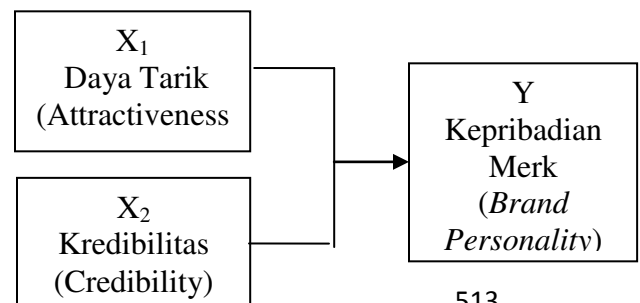 X₁
Daya Tarik
(Attractiveness
X₂
Kredibilitas
(Credibility)
Y
Kepribadian
Merk
(Brand
Personality)
513